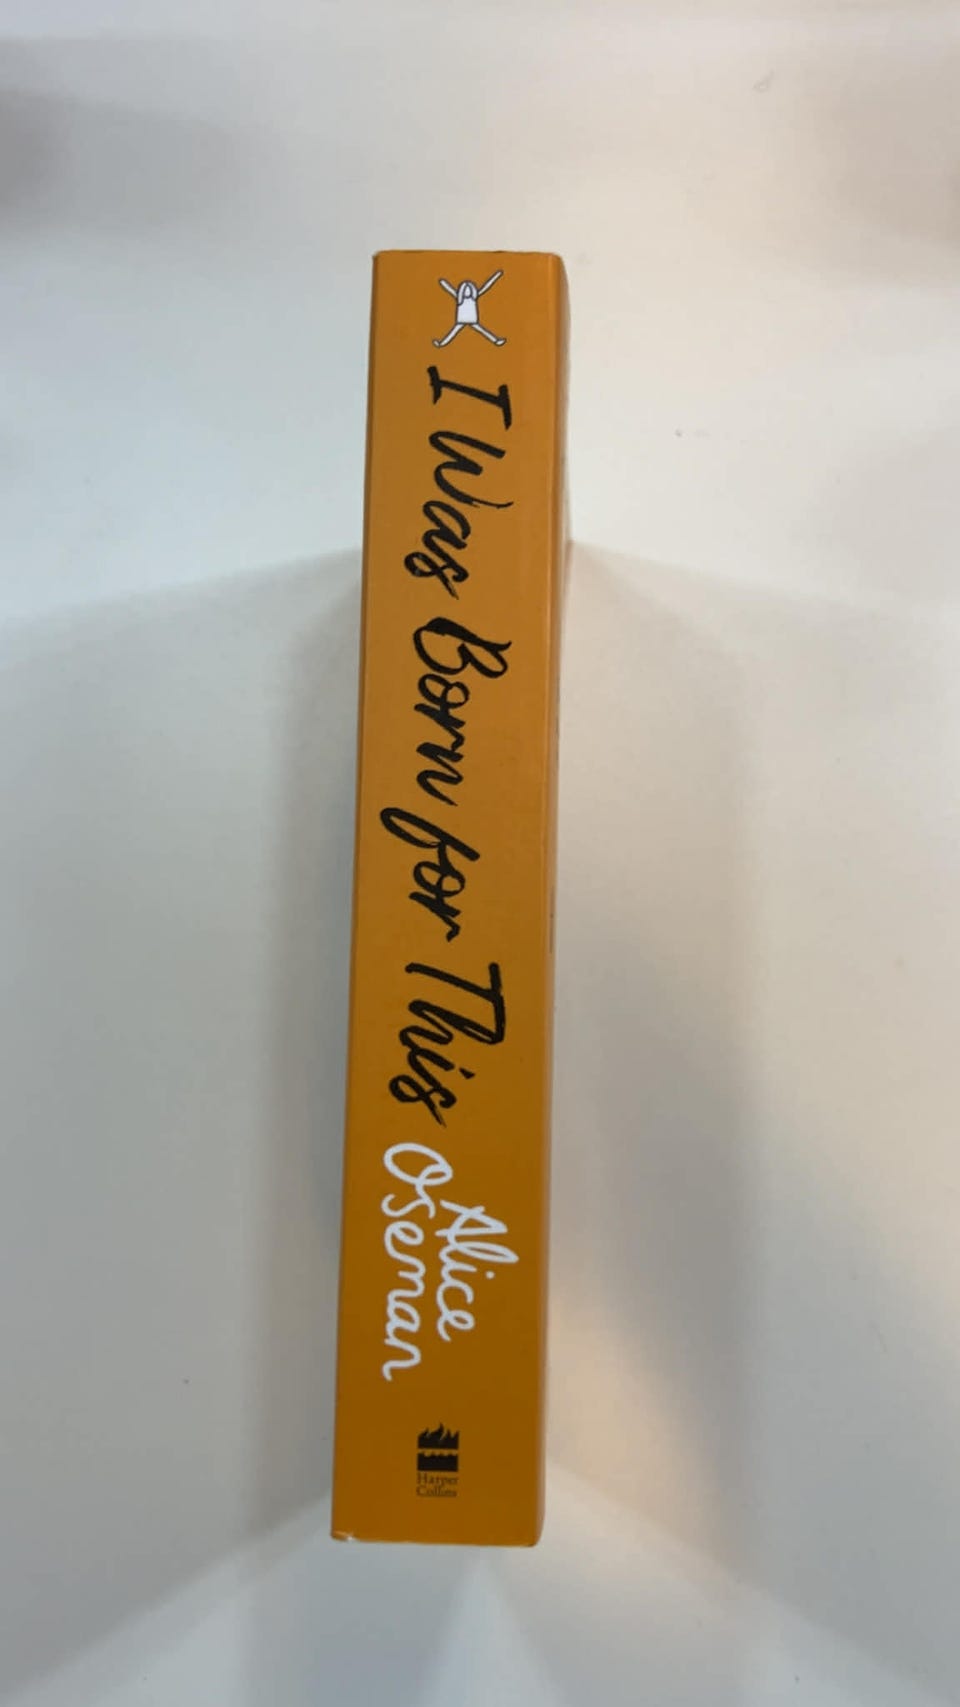 I Was Born for This
Alice
Oseman
Harper
Collins